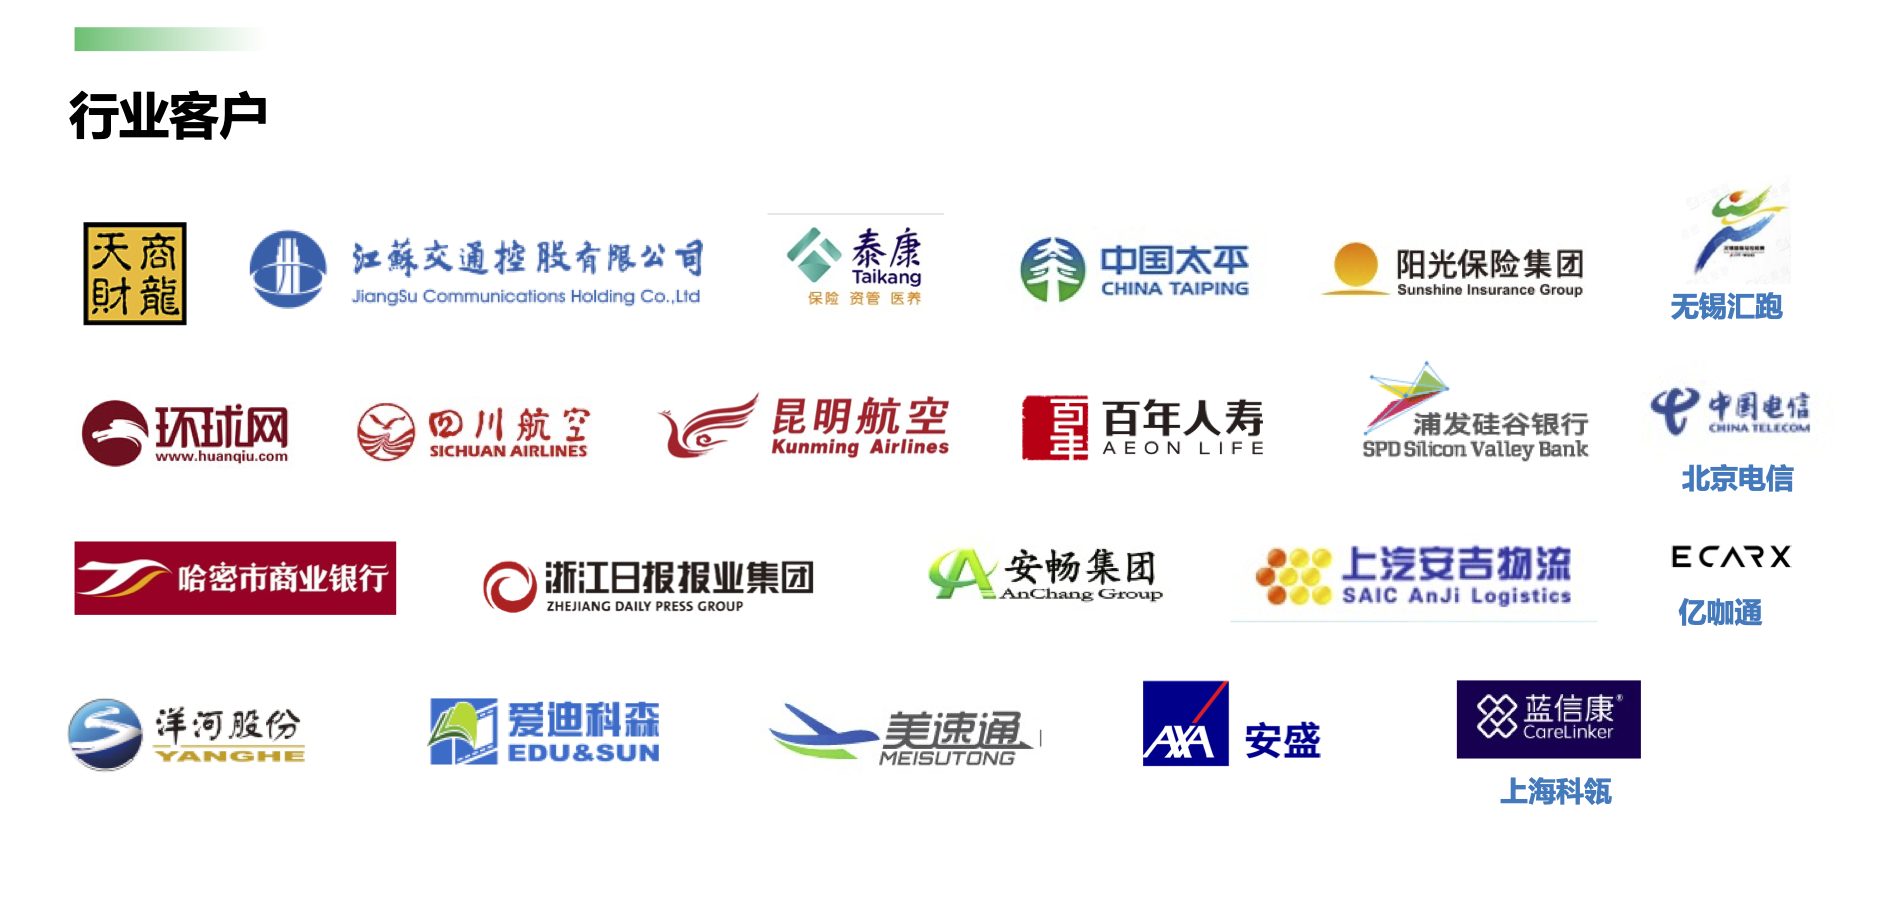 行业客户
天商
财龍
江蘇交通控股有限公司
JiangSu Communications Holding Co.,Ltd
泰康
Taikang
保险 资管 医养
中国太平
CHINA TAIPING
阳光保险集团
Sunshine Insurance Group
无锡汇跑
环球网
www.huanqiu.com
四川航空
SICHUAN AIRLINES
昆明航空
Kunming Airlines
百年
百年人寿
AEON LIFE
浦发硅谷银行
SPD Silicon Valley Bank
中国电信
CHINA TELECOM
北京电信
哈密市商业银行
浙江日报报业集团
ZHEJIANG DAILY PRESS GROUP
安畅集团
AnChang Group
上汽安吉物流
SAIC AnJi Logistics
ECARX
亿咖通
洋河股份
YANGHE
爱迪科森
EDU&SUN
美速通
MEISUTONG
AXA
安盛
蓝信康®
CareLinker
上海科瓴